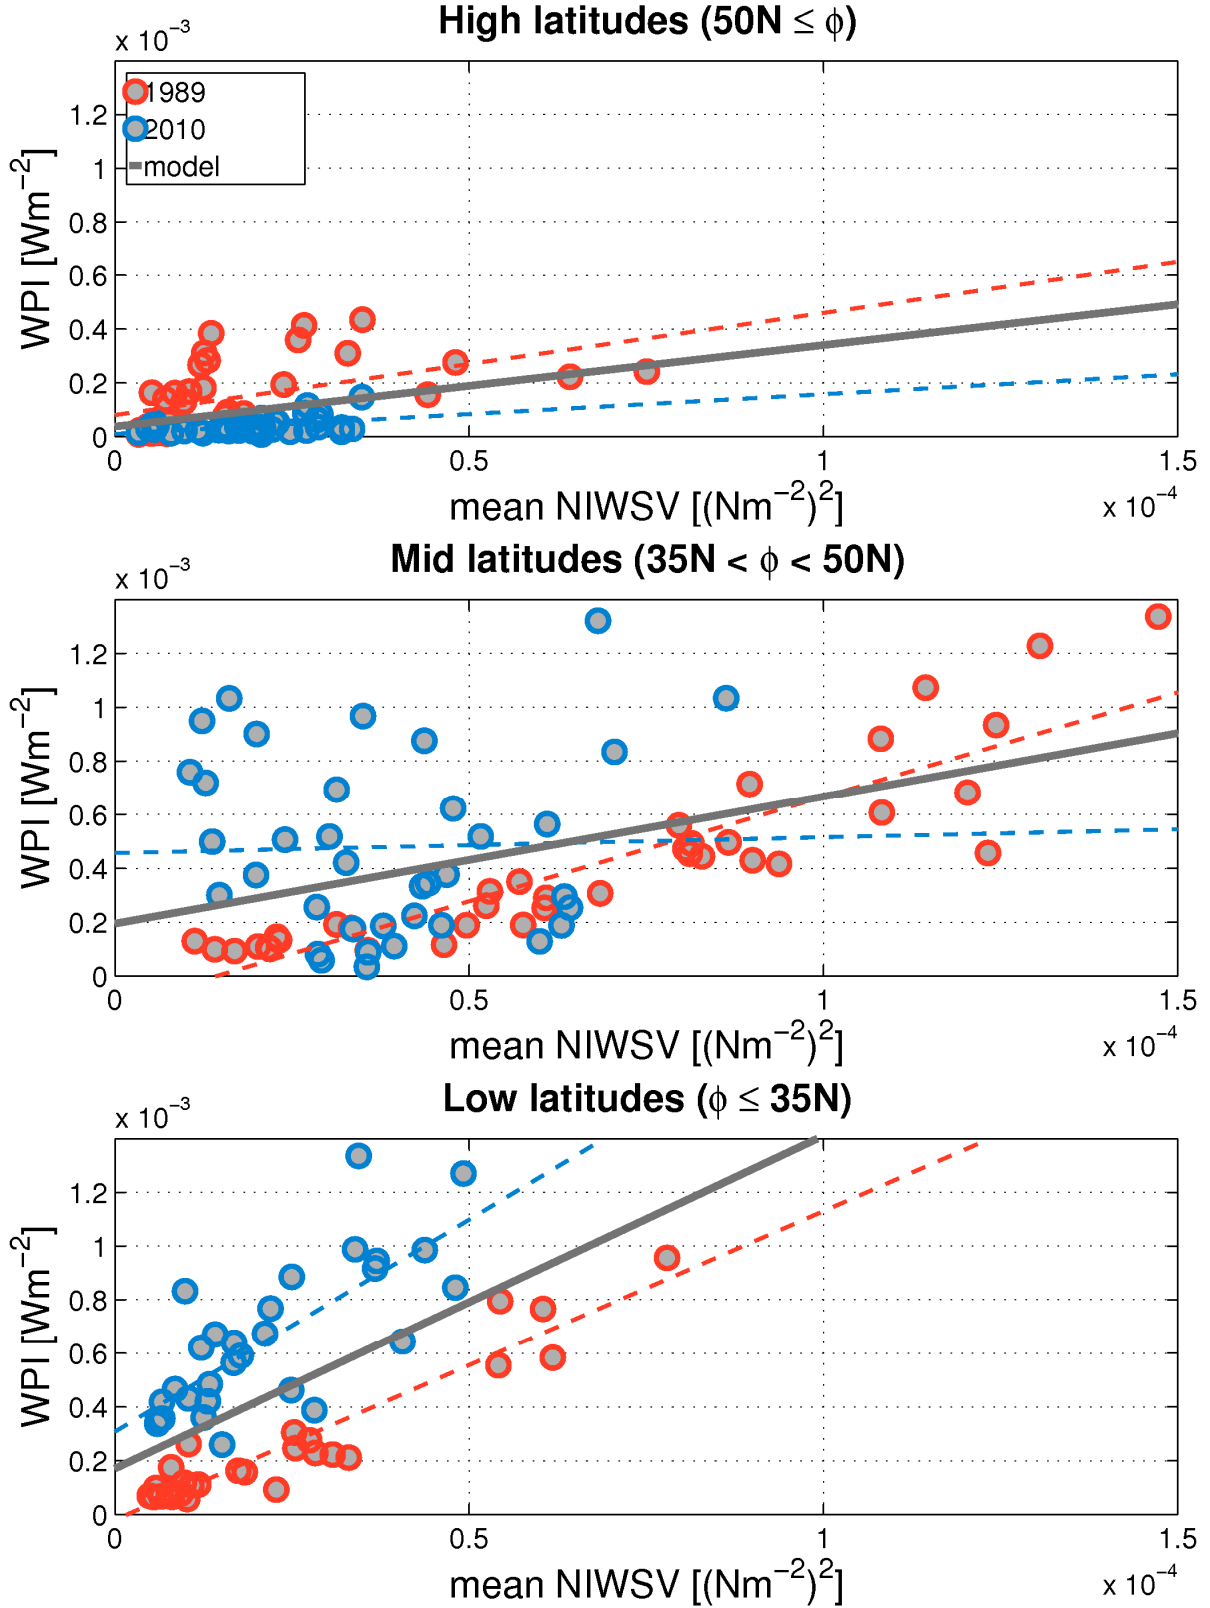 High latitudes (50N ≤ ϕ)
x 10⁻³
1989
2010
model
1.2
1
0.8
0.6
0.4
0.2
0
WPI [Wm⁻²]
0 0.5 1 1.5
mean NIWSV [(Nm⁻²)²]
x 10⁻⁴
Mid latitudes (35N < ϕ < 50N)
x 10⁻³
1.2
1
0.8
0.6
0.4
0.2
0
WPI [Wm⁻²]
0 0.5 1 1.5
mean NIWSV [(Nm⁻²)²]
x 10⁻⁴
Low latitudes (ϕ ≤ 35N)
x 10⁻³
1.2
1
0.8
0.6
0.4
0.2
0
WPI [Wm⁻²]
0 0.5 1 1.5
mean NIWSV [(Nm⁻²)²]
x 10⁻⁴